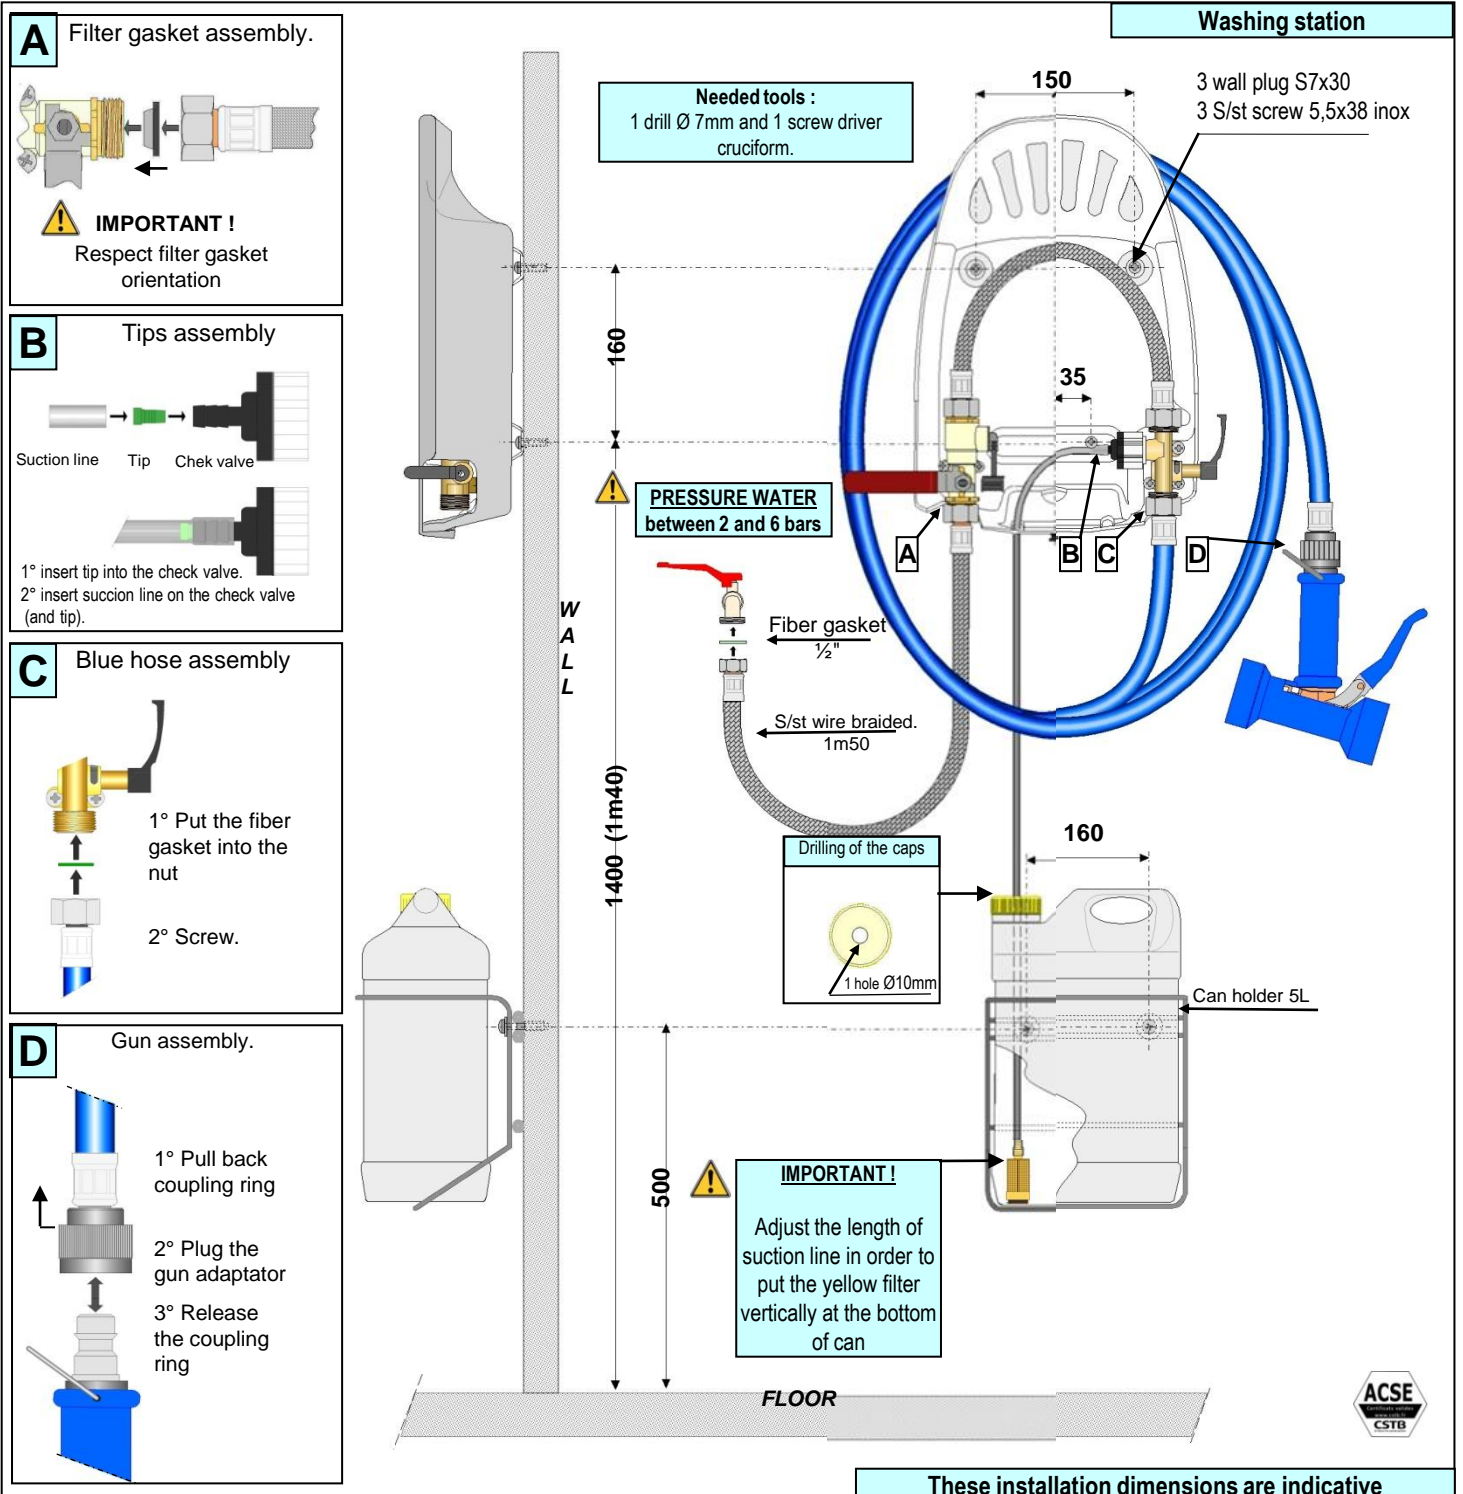 Washing station
A
Filter gasket assembly.
IMPORTANT !
Respect filter gasket
orientation
B
Tips assembly
Suction line
Tip
Chek valve
1° insert tip into the check valve.
2° insert succion line on the check valve
(and tip).
C
Blue hose assembly
1° Put the fiber
gasket into the
nut
2° Screw.
D
Gun assembly.
1° Pull back
coupling ring
2° Plug the
gun adaptator
3° Release
the coupling
ring
Needed tools :
1 drill Ø 7mm and 1 screw driver
cruciform.
150
3 wall plug S7x30
3 S/st screw 5,5x38 inox
160
35
PRESSURE WATER
between 2 and 6 bars
A
B
C
D
W
A
L
L
Fiber gasket
½"
S/st wire braided.
1m50
1400 (1m40)
Drilling of the caps
1 hole Ø10mm
160
Can holder 5L
500
IMPORTANT !
Adjust the length of
suction line in order to
put the yellow filter
vertically at the bottom
of can
FLOOR
ACSE
Certificats valides
www.cstb.fr
CSTB
These installation dimensions are indicative